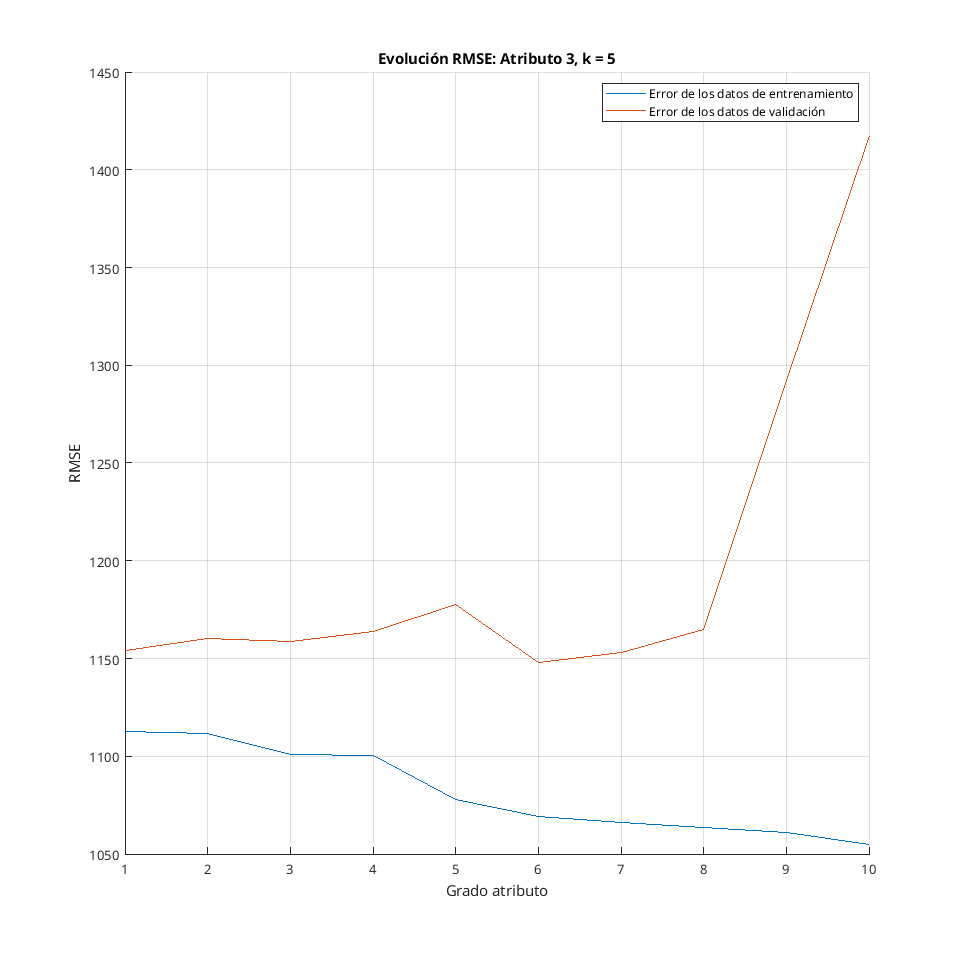 Evolución RMSE: Atributo 3, k = 5
Error de los datos de entrenamiento
Error de los datos de validación
1450
1400
1350
1300
1250
1200
1150
1100
1050
RMSE
1 2 3 4 5 6 7 8 9 10
Grado atributo